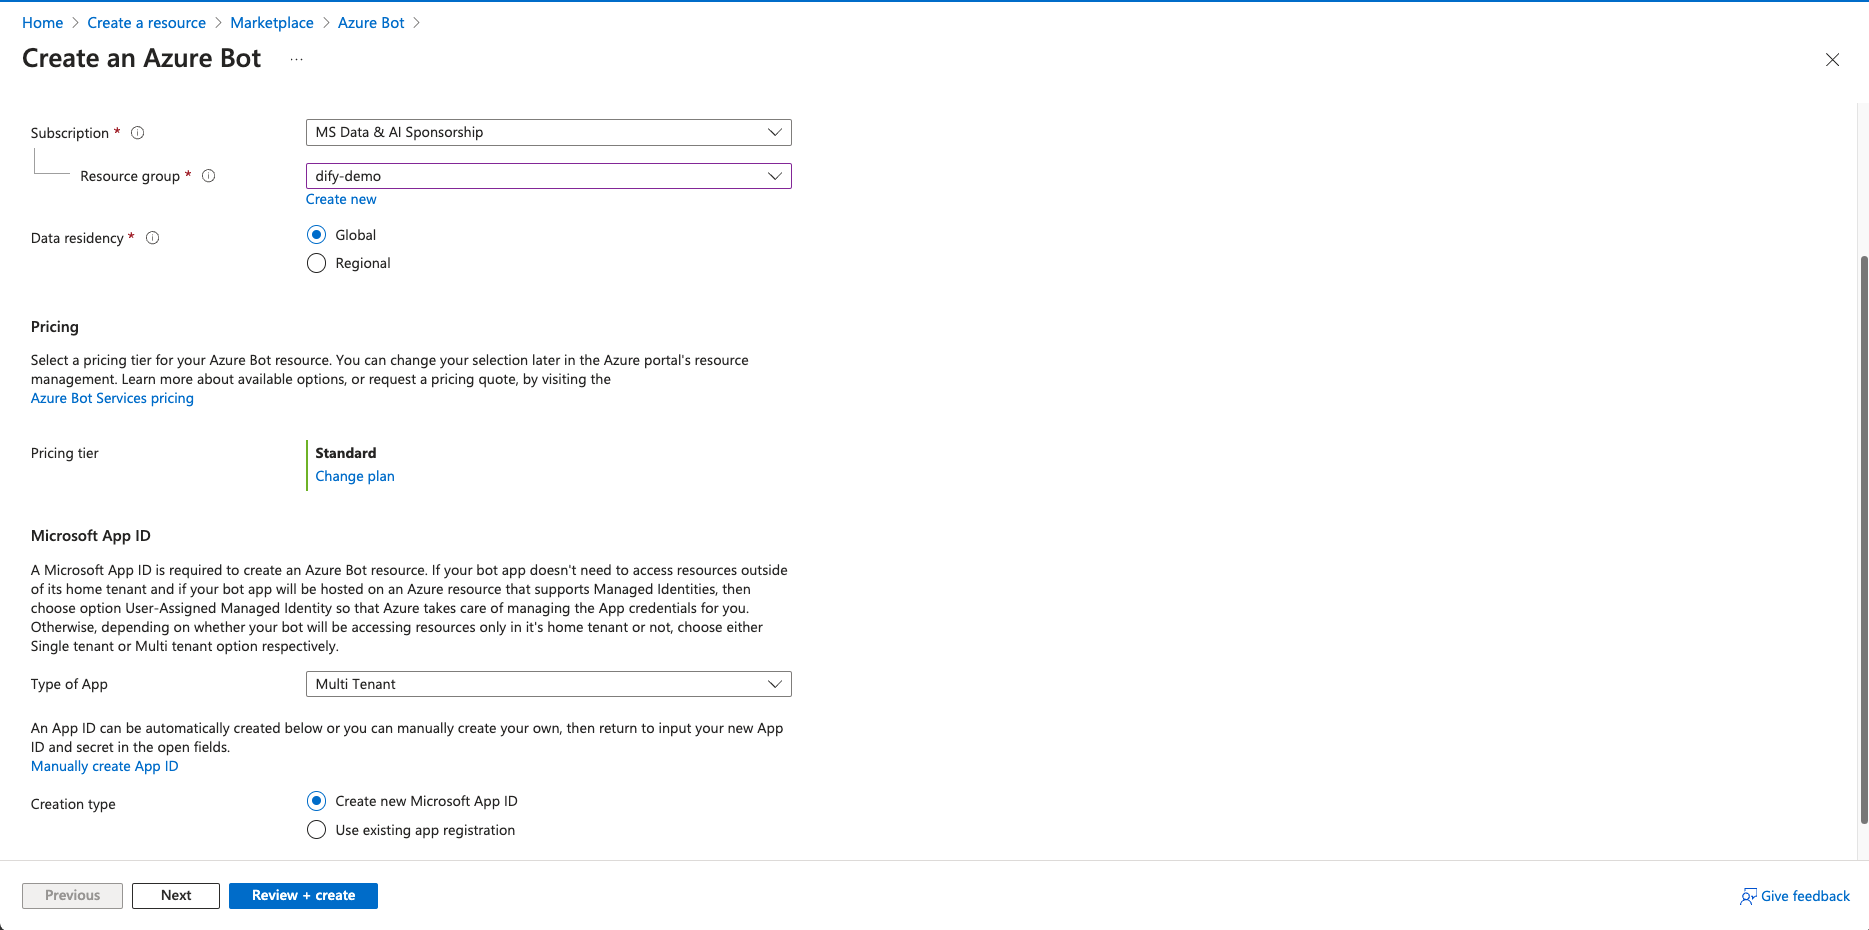 Home > Create a resource > Marketplace > Azure Bot >
Create an Azure Bot ...
Subscription *
MS Data & AI Sponsorship
Resource group *
dify-demo
Create new
Data residency *
Global
Regional
Pricing
Select a pricing tier for your Azure Bot resource. You can change your selection later in the Azure portal's resource
management. Learn more about available options, or request a pricing quote, by visiting the
Azure Bot Services pricing
Pricing tier
Standard
Change plan
Microsoft App ID
A Microsoft App ID is required to create an Azure Bot resource. If your bot app doesn't need to access resources outside
of its home tenant and if your bot app will be hosted on an Azure resource that supports Managed Identities, then
choose option User-Assigned Managed Identity so that Azure takes care of managing the App credentials for you.
Otherwise, depending on whether your bot will be accessing resources only in it's home tenant or not, choose either
Single tenant or Multi tenant option respectively.
Type of App
Multi Tenant
An App ID can be automatically created below or you can manually create your own, then return to input your new App
ID and secret in the open fields.
Manually create App ID
Creation type
Create new Microsoft App ID
Use existing app registration
Previous
Next
Review + create
Give feedback